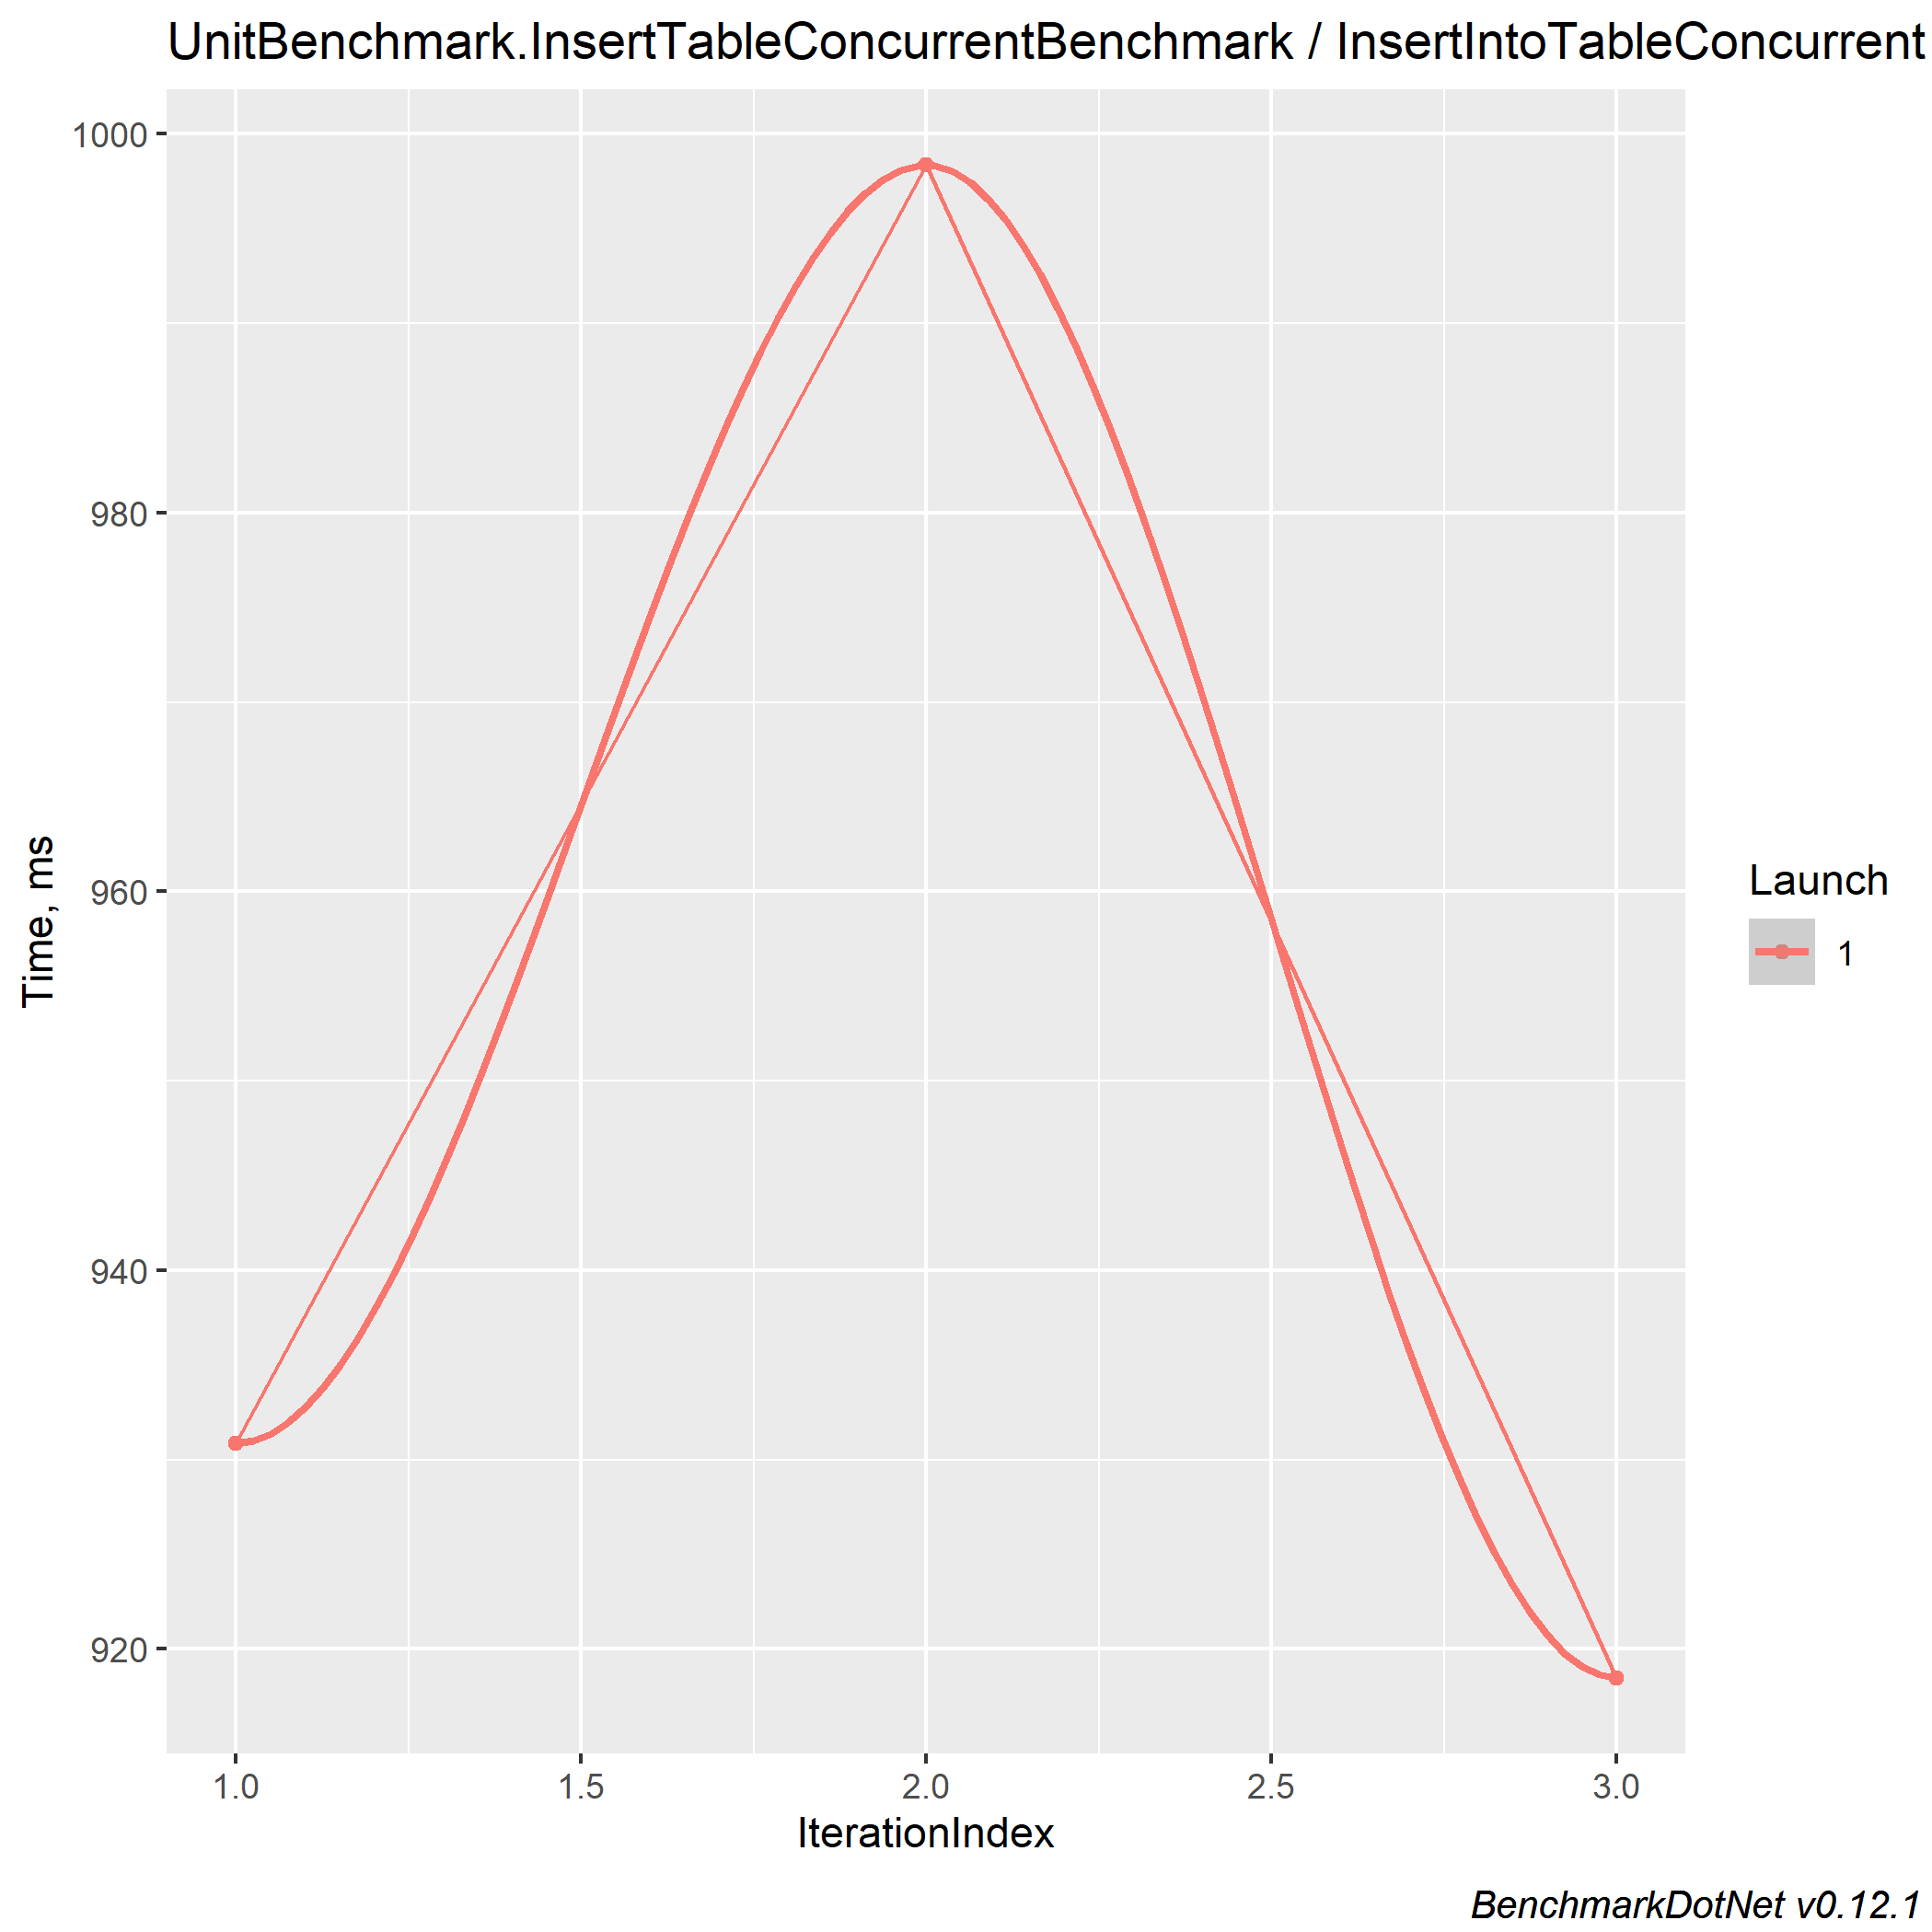 UnitBenchmark.InsertTableConcurrentBenchmark / InsertIntoTableConcurrent
1000
980
960
940
920
Time, ms
1.0 1.5 2.0 2.5 3.0
IterationIndex
Launch
1
BenchmarkDotNet v0.12.1